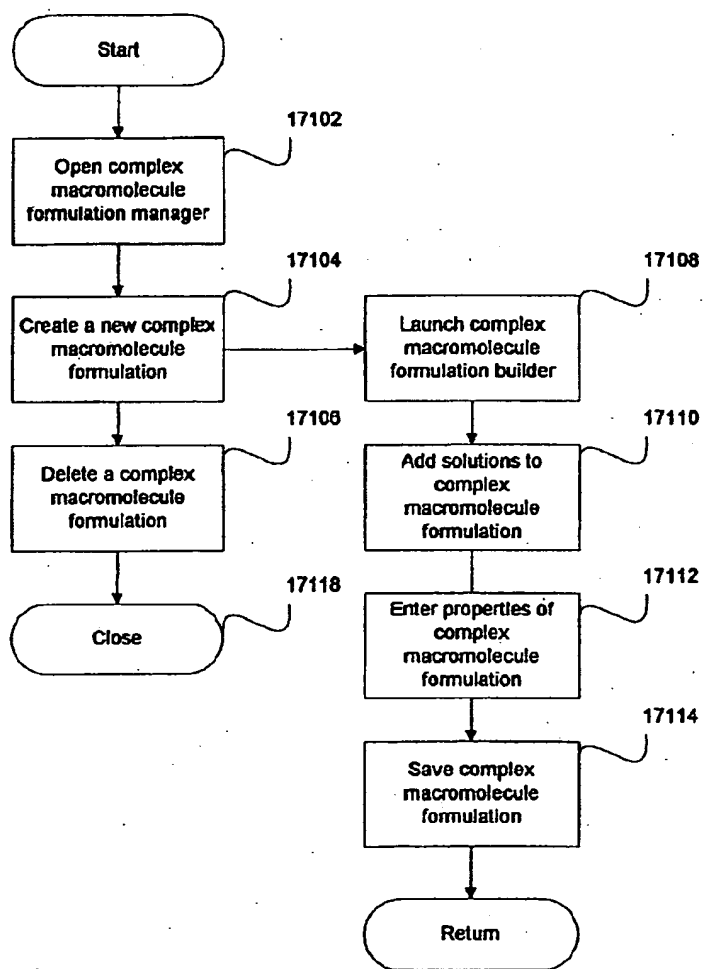 Start
17102
Open complex
macromolecule
formulation manager
17104
Create a new complex
macromolecule
formulation
17106
Delete a complex
macromolecule
formulation
17118
Close
17108
Launch complex
macromolecule
formulation builder
17110
Add solutions to
complex
macromolecule
formulation
17112
Enter properties of
complex
macromolecule
formulation
17114
Save complex
macromolecule
formulation
Return